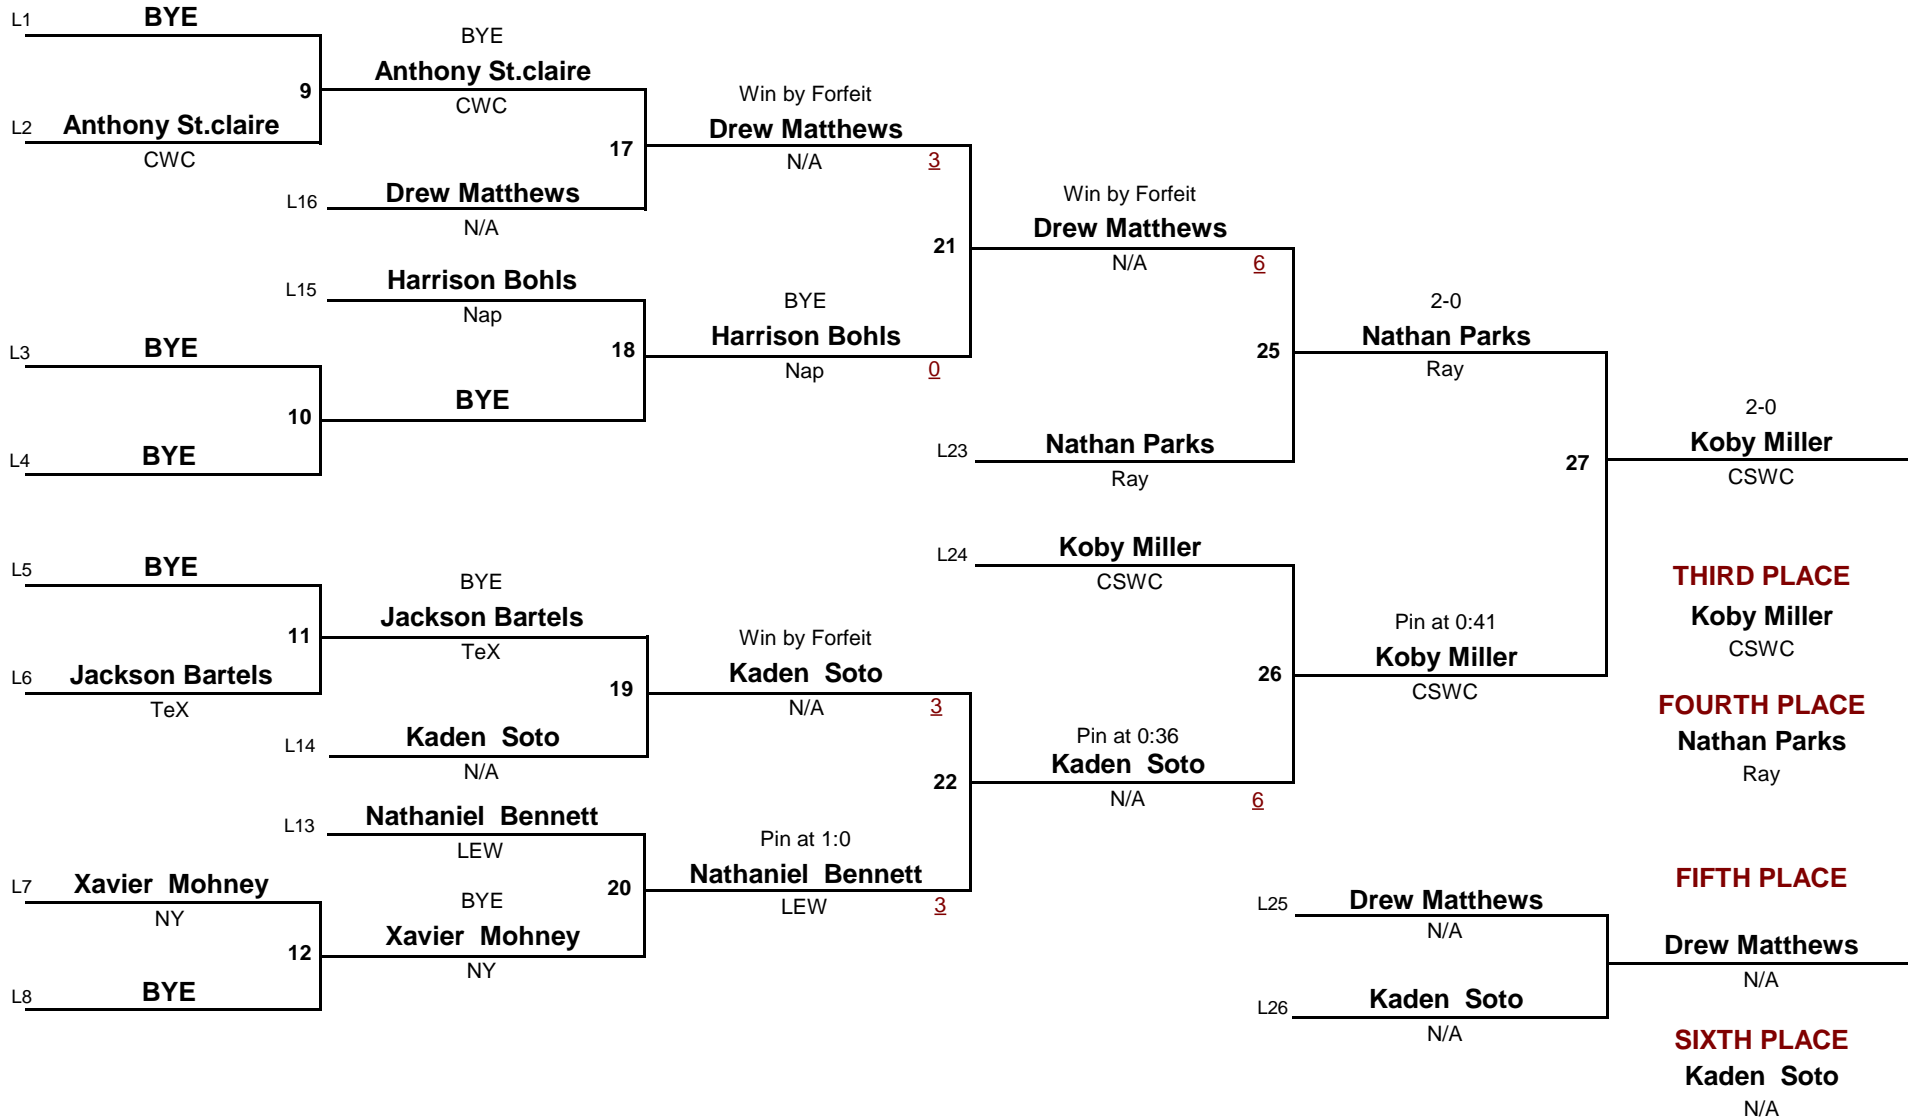 L1 BYE
BYE
Anthony St.claire
9
CWC
L2 Anthony St.claire
CWC
Win by Forfeit
Drew Matthews
17
N/A 3
L16 Drew Matthews
N/A
Win by Forfeit
Drew Matthews
21
N/A 6
L15 Harrison Bohls
Nap
BYE
Harrison Bohls
18
Nap 0
L3 BYE
10
BYE
L4 BYE
2-0
Nathan Parks
25
Ray
L23 Nathan Parks
Ray
2-0
Koby Miller
27
CSWC
L24 Koby Miller
CSWC
L5 BYE
BYE
Jackson Bartels
11
TeX
L6 Jackson Bartels
TeX
Win by Forfeit
Kaden Soto
19
N/A 3
L14 Kaden Soto
N/A
Pin at 0:41
Koby Miller
26
CSWC
Pin at 0:36
Kaden Soto
22
N/A 6
L13 Nathaniel Bennett
LEW
Pin at 1:0
Nathaniel Bennett
20
LEW 3
L7 Xavier Mohney
NY
BYE
Xavier Mohney
12
NY
L8 BYE
THIRD PLACE
Koby Miller
CSWC
FOURTH PLACE
Nathan Parks
Ray
FIFTH PLACE
L25 Drew Matthews
N/A
Drew Matthews
N/A
L26 Kaden Soto
N/A
SIXTH PLACE
Kaden Soto
N/A